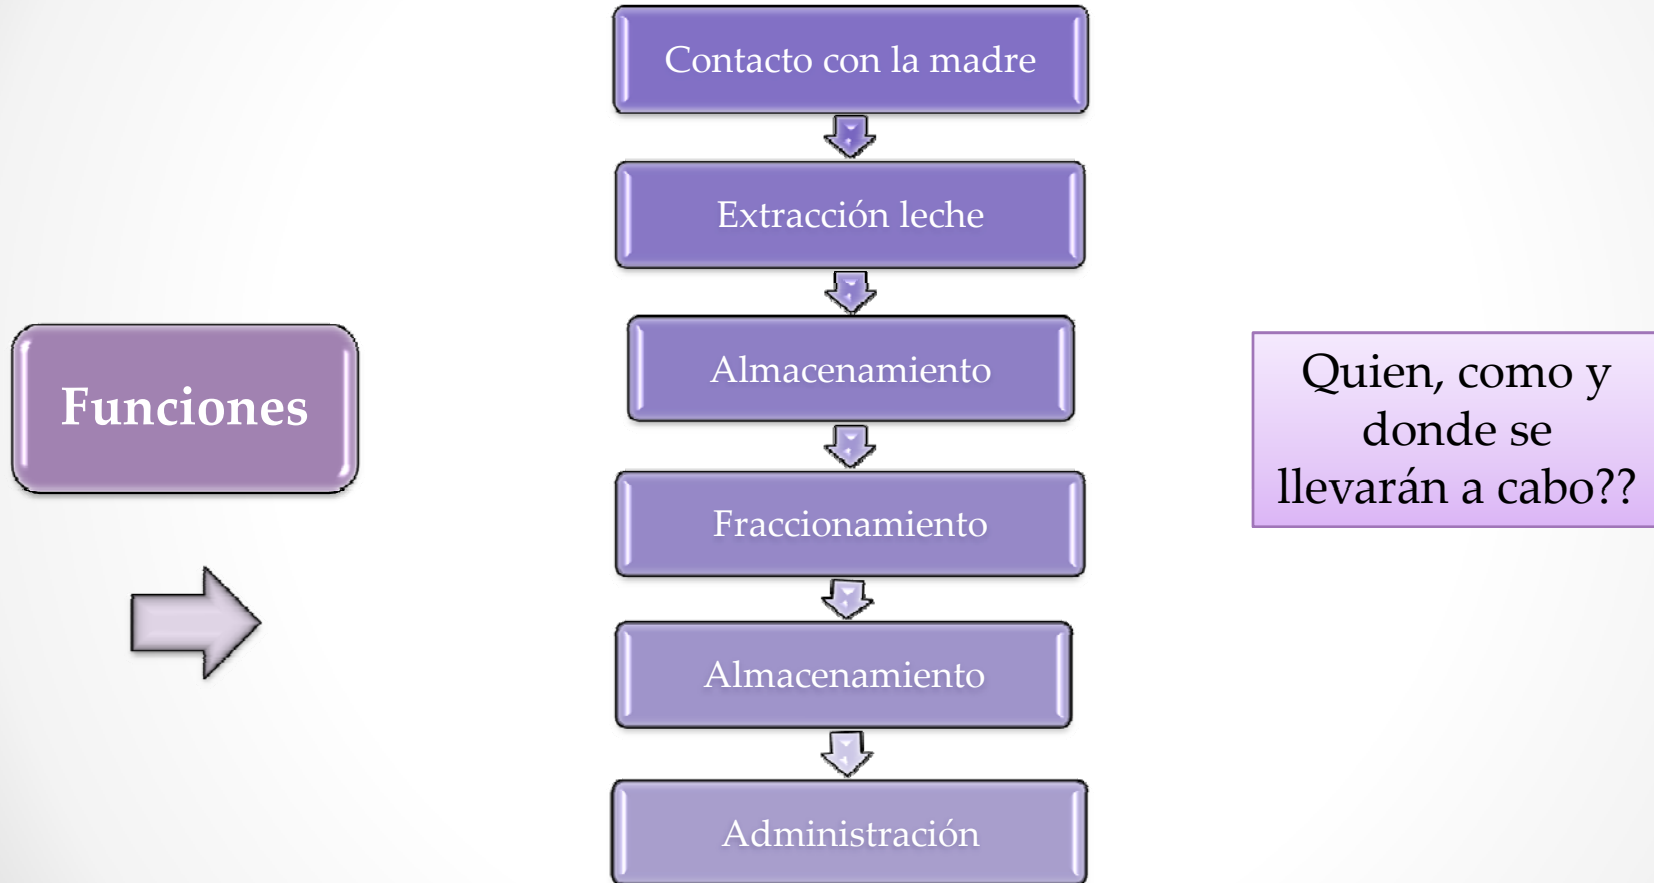 Funciones
Contacto con la madre
Extracción leche
Almacenamiento
Fraccionamiento
Almacenamiento
Administración
Quien, como y
donde se
llevarán a cabo??